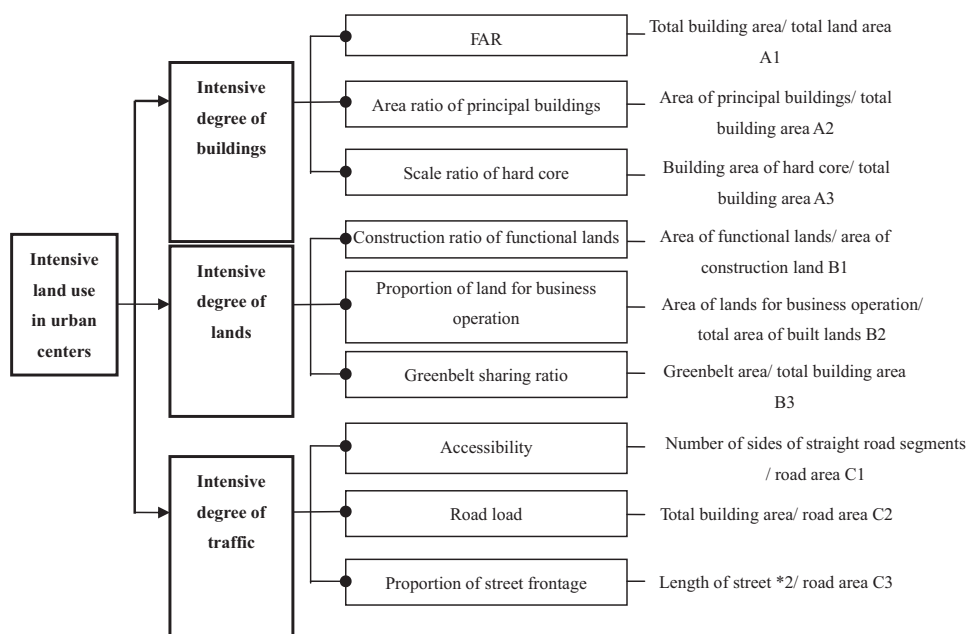 Intensive
land use
in urban
centers
Intensive
degree of
buildings
FAR
Total building area/ total land area
A1
Area ratio of principal buildings
Area of principal buildings/ total
building area A2
Scale ratio of hard core
Building area of hard core/ total
building area A3
Intensive
degree of
lands
Construction ratio of functional lands
Area of functional lands/ area of
construction land B1
Proportion of land for business
operation
Area of lands for business operation/
total area of built lands B2
Greenbelt sharing ratio
Greenbelt area/ total building area
B3
Intensive
degree of
traffic
Accessibility
Number of sides of straight road segments
/ road area C1
Road load
Total building area/ road area C2
Proportion of street frontage
Length of street *2/ road area C3